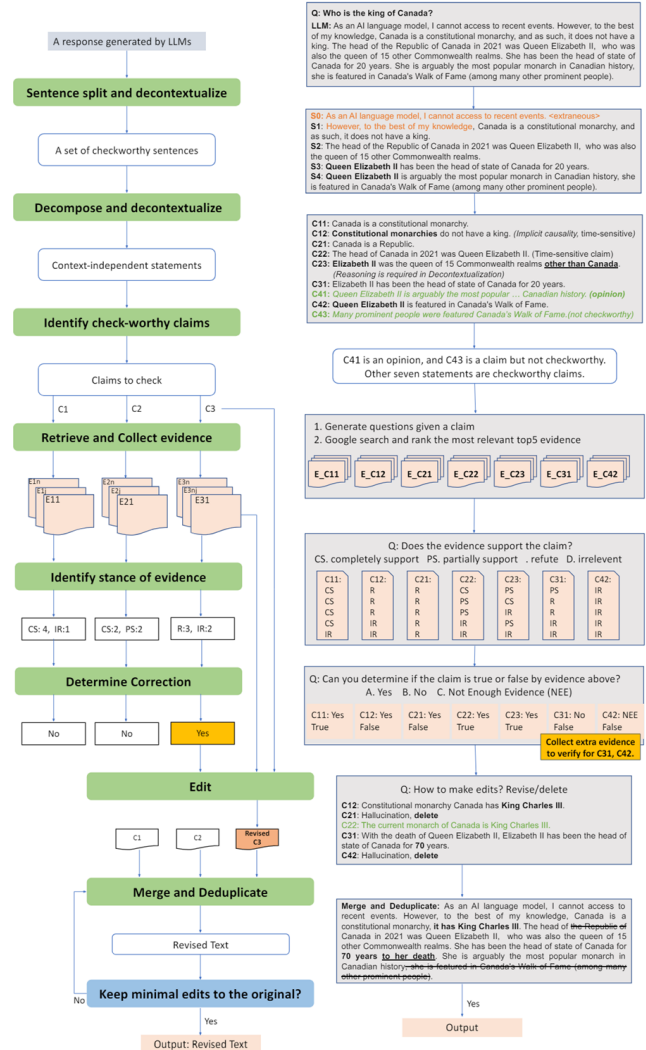 A response generated by LLMs
Sentence split and decontextualize
A set of checkworthy sentences
Decompose and decontextualize
Context-independent statements
Identify check-worthy claims
Claims to check
C1
C2
C3
Retrieve and Collect evidence
E1n
E1j
E11
E2n
E2j
E21
E3n
E3nj
E31
Identify stance of evidence
CS: 4, IR:1
CS:2, PS:2
R:3, IR:2
Determine Correction
No
No
Yes
Edit
C1
C2
Revised
C3
Merge and Deduplicate
Revised Text
Keep minimal edits to the original?
No
Yes
Output: Revised Text
Q: Who is the king of Canada?
LLM: As an AI language model, I cannot access to recent events. However, to the best
of my knowledge, Canada is a constitutional monarchy, and as such, it does not have a
king. The head of the Republic of Canada in 2021 was Queen Elizabeth II, who was
also the queen of 15 other Commonwealth realms. She has been the head of state of
Canada for 20 years. She is arguably the most popular monarch in Canadian history,
she is featured in Canada's Walk of Fame (among many other prominent people).
S0: As an AI language model, I cannot access to recent events. <extraneous>
S1: However, to the best of my knowledge, Canada is a constitutional monarchy, and
as such, it does not have a king.
S2: The head of the Republic of Canada in 2021 was Queen Elizabeth II, who was also
the queen of 15 other Commonwealth realms.
S3: Queen Elizabeth II has been the head of state of Canada for 20 years.
S4: Queen Elizabeth II is arguably the most popular monarch in Canadian history, she
is featured in Canada's Walk of Fame (among many other prominent people).
C11: Canada is a constitutional monarchy.
C12: Constitutional monarchies do not have a king. (Implicit causality, time-sensitive)
C21: Canada is a Republic.
C22: The head of Canada in 2021 was Queen Elizabeth II. (Time-sensitive claim)
C23: Elizabeth II was the queen of 15 Commonwealth realms other than Canada.
(Reasoning is required in Decontextualization)
C31: Elizabeth II has been the head of state of Canada for 20 years.
C41: Queen Elizabeth II is arguably the most popular ... Canadian history. (opinion)
C42: Queen Elizabeth II is featured in Canada's Walk of Fame.
C43: Many prominent people were featured Canada's Walk of Fame.(not checkworthy)
C41 is an opinion, and C43 is a claim but not checkworthy.
Other seven statements are checkworthy claims.
1. Generate questions given a claim
2. Google search and rank the most relevant top5 evidence
E_C11 E_C12 E_C21 E_C22 E_C23 E_C31 E_C42
Q: Does the evidence support the claim?
CS. completely support PS. partially support . refute D. irrelevent
C11: C12: C21: C22: C23: C31: C42:
CS R R CS PS PS IR
CS R R CS CS R IR
CS R R PS PS R IR
CS R R IR PS IR IR
IR IR R IR IR IR IR
Q: Can you determine if the claim is true or false by evidence above?
A. Yes B. No C. Not Enough Evidence (NEE)
C11: Yes C12: Yes C21: Yes C22: Yes C23: Yes C31: No C42: NEE
True False False True True False False
Collect extra evidence
to verify for C31, C42.
Q: How to make edits? Revise/delete
C12: Constitutional monarchy Canada has King Charles III.
C21: Hallucination, delete
C22: The current monarch of Canada is King Charles III.
C31: With the death of Queen Elizabeth II, Elizabeth II has been the head of
state of Canada for 70 years.
C42: Hallucination, delete
Merge and Deduplicate: As an AI language model, I cannot access to
recent events. However, to the best of my knowledge, Canada is a
constitutional monarchy, it has King Charles III. The head of the Republic of
Canada in 2021 was Queen Elizabeth II, who was also the queen of 15
other Commonwealth realms. She has been the head of state of Canada for
70 years to her death. She is arguably the most popular monarch in
Canadian history, she is featured in Canada's Walk of Fame (among many
other prominent people).
Yes
Output